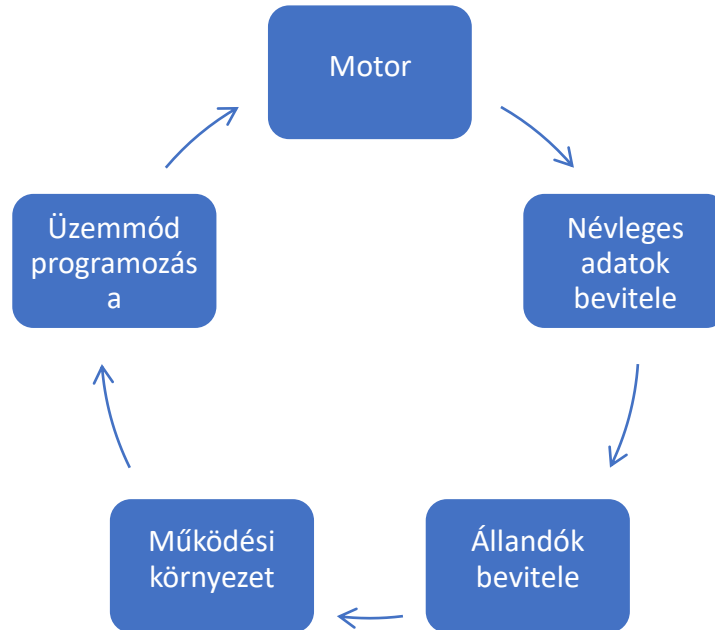 Motor
Névleges
adatok
bevitele
Állandók
bevitele
Működési
környezet
Üzemmód
programozás
a